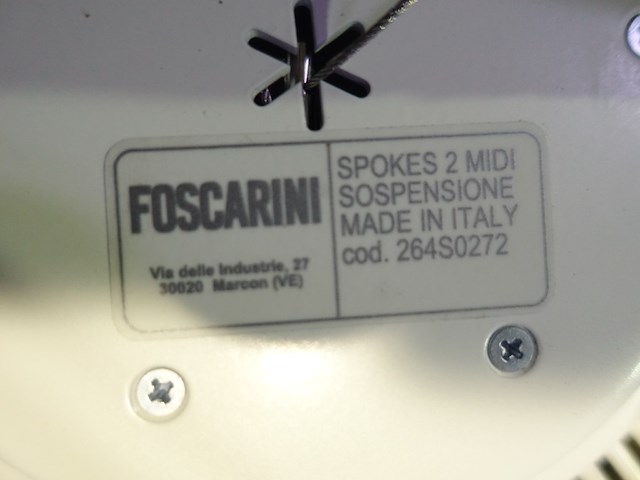 FOSCARINI
Via delle Industrie, 27
30020 Marcon (VE)
SPOKES 2 MIDI
SOSPENSIONE
MADE IN ITALY
cod. 264S0272